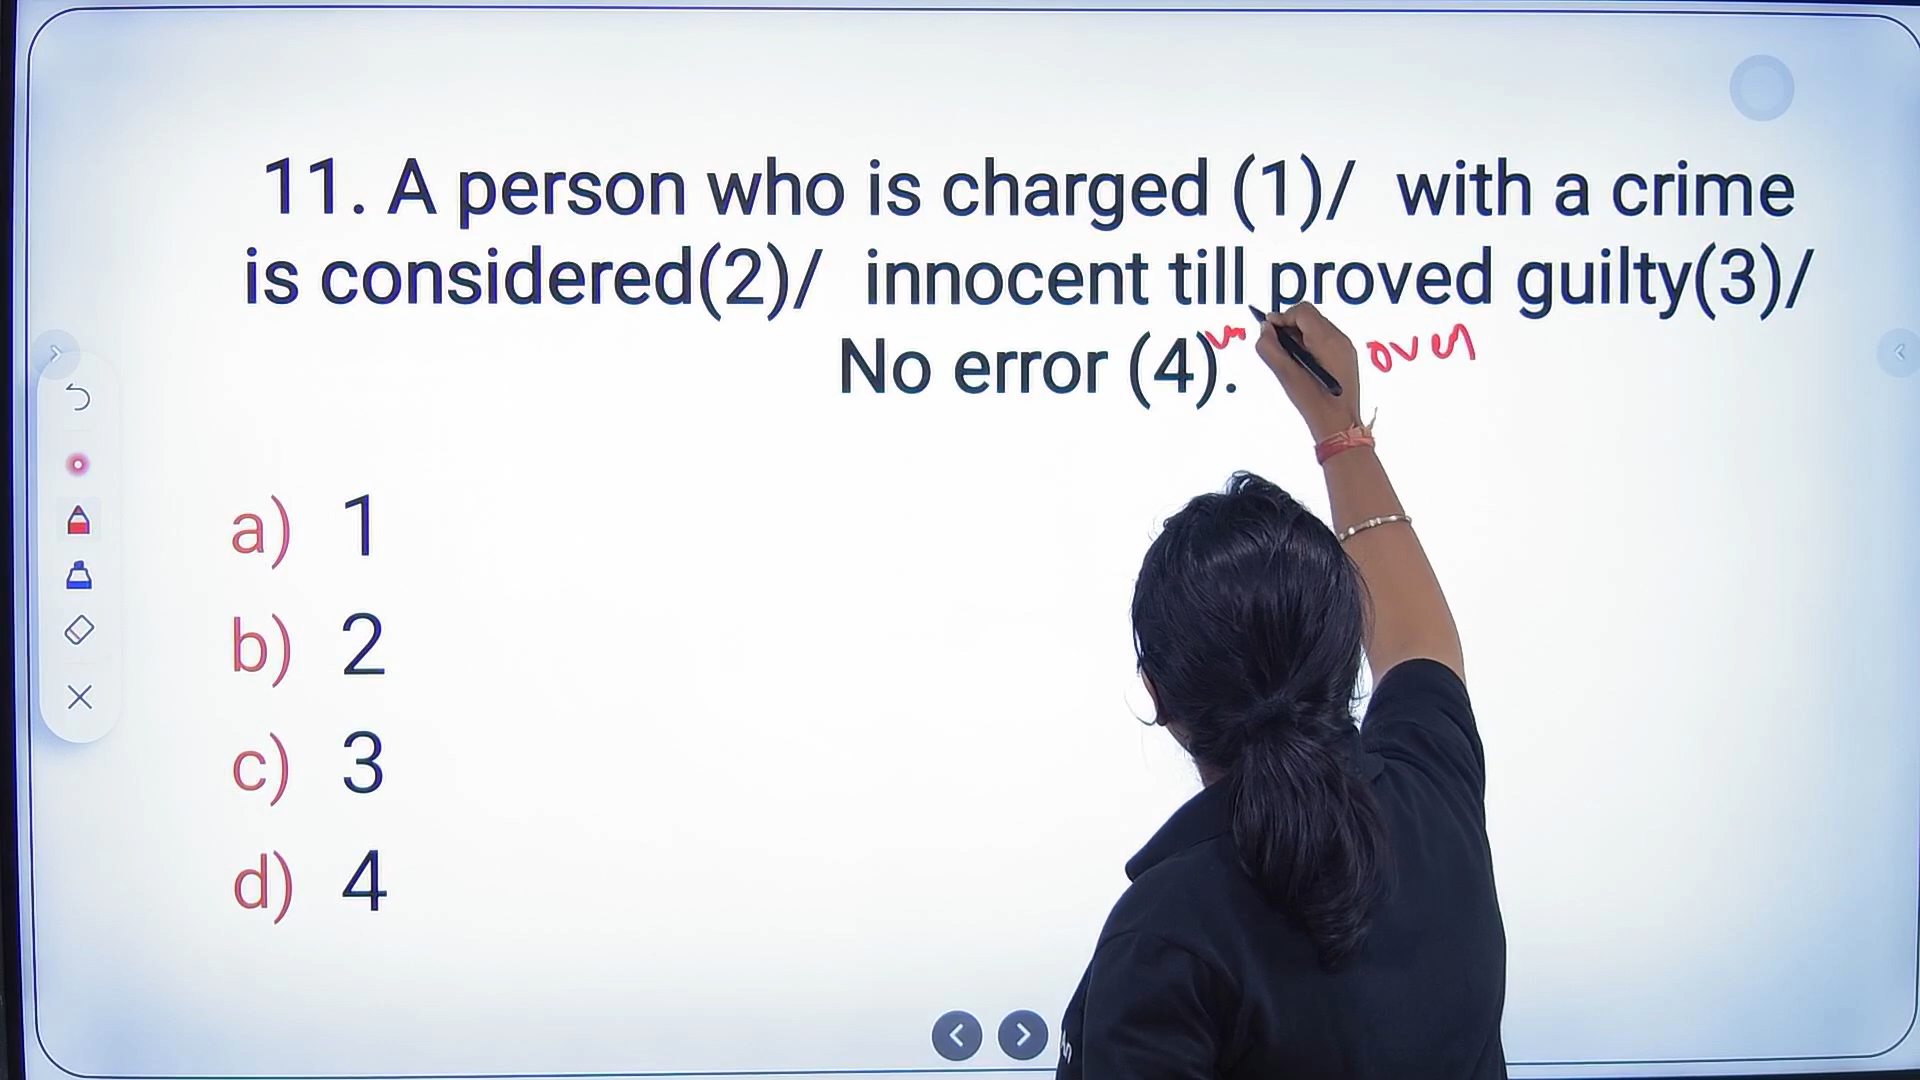 11. A person who is charged (1)/ with a crime
is considered(2)/ innocent till proved guilty(3)/
No error (4).
over
a) 1
b) 2
c) 3
d) 4